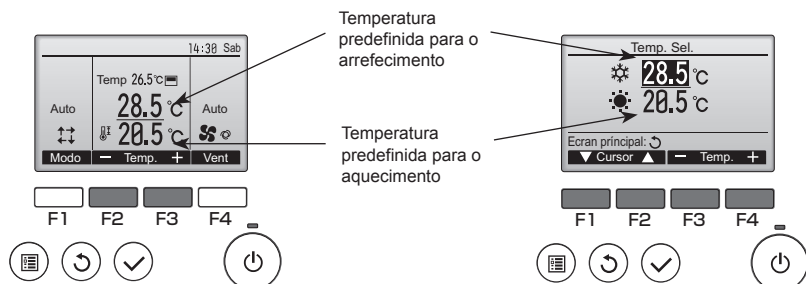 Temperatura
predefinida para o
arrefecimento
14:30 Sab
Temp 26.5°C
Auto
28.5 °C
20.5 °C
Auto
Modo
− Temp. +
Vent
F1 F2 F3 F4
Temperatura
predefinida para o
aquecimento
Temp. Sel.
28.5 °C
20.5 °C
Ecran príncipal:
▼ Cursor ▲ − Temp. +
F1 F2 F3 F4